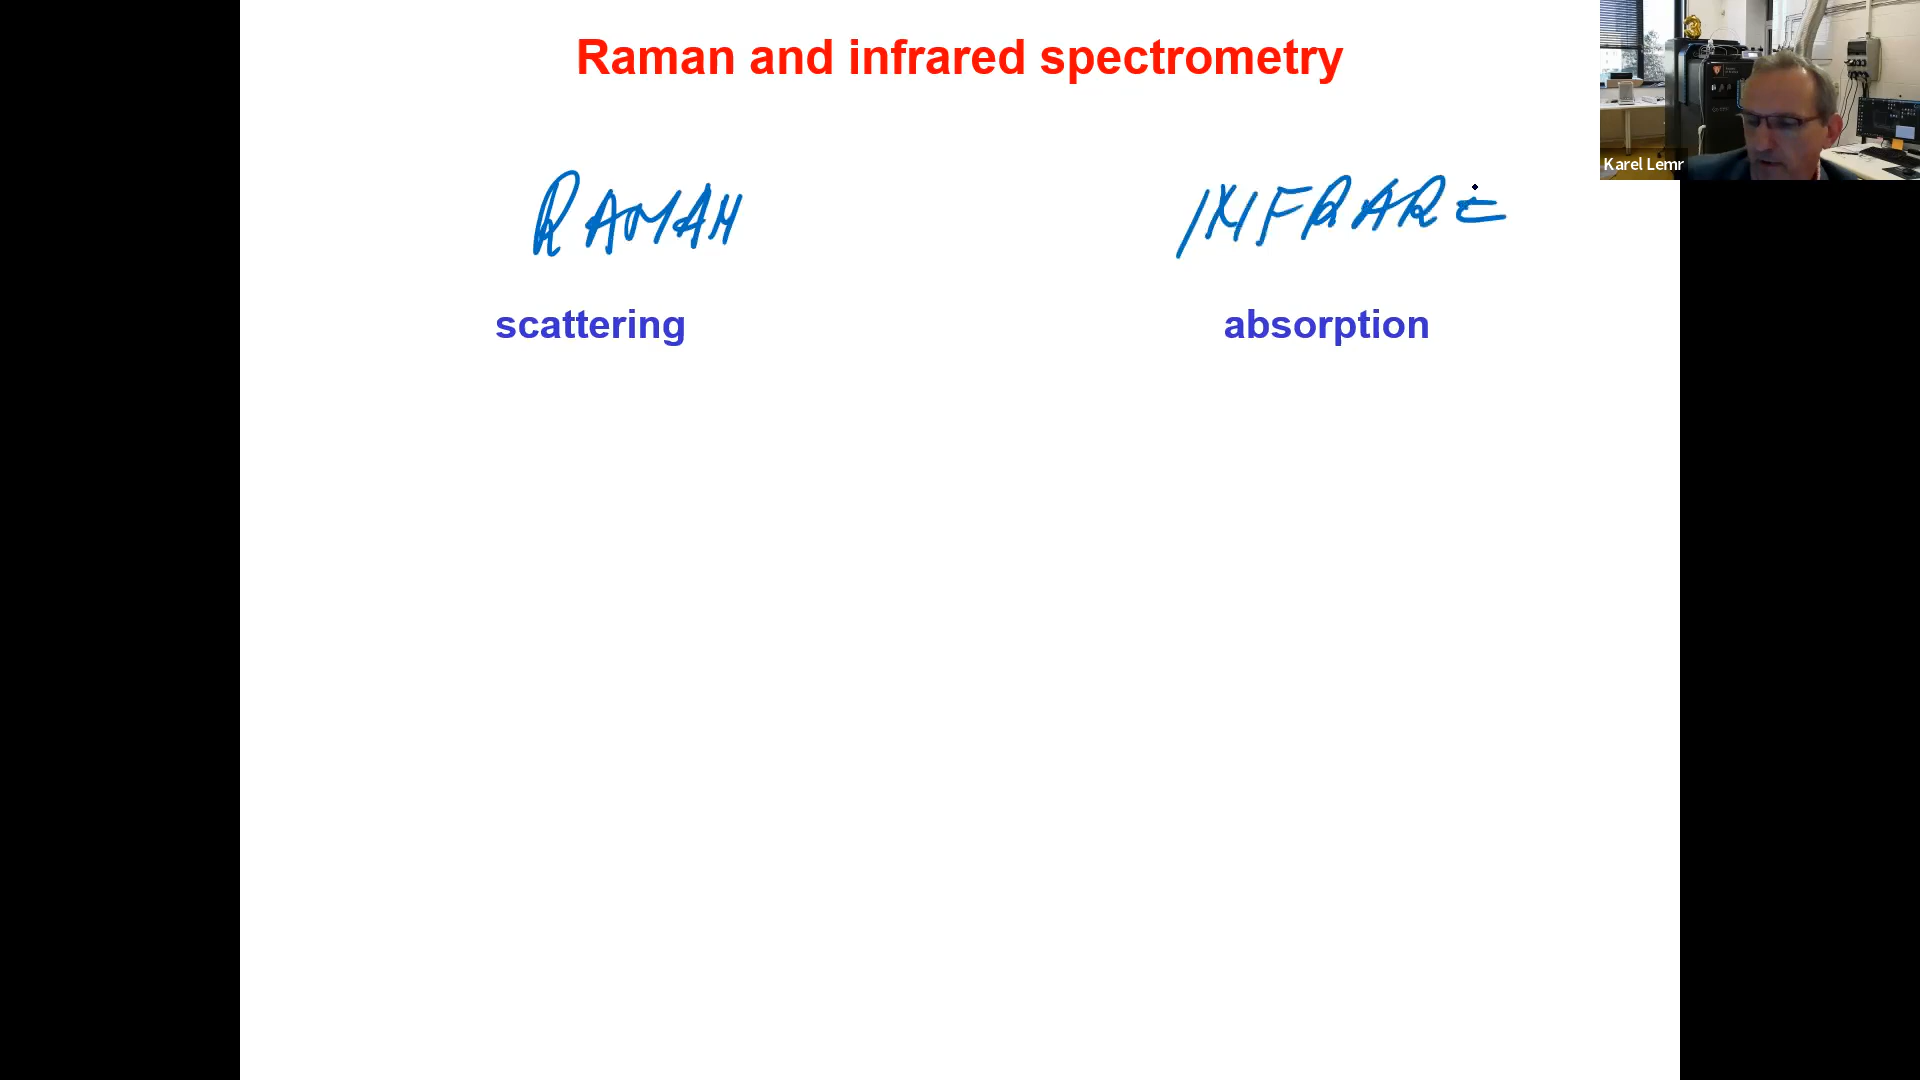 Raman and infrared spectrometry
RAMAN INFRARE
scattering absorption
Karel Lemr